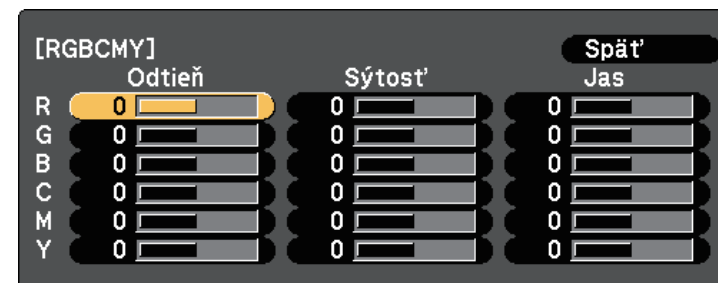 [RGBCMY] Späť
Odtieň Sýtosť Jas
R 0 0 0
G 0 0 0
B 0 0 0
C 0 0 0
M 0 0 0
Y 0 0 0